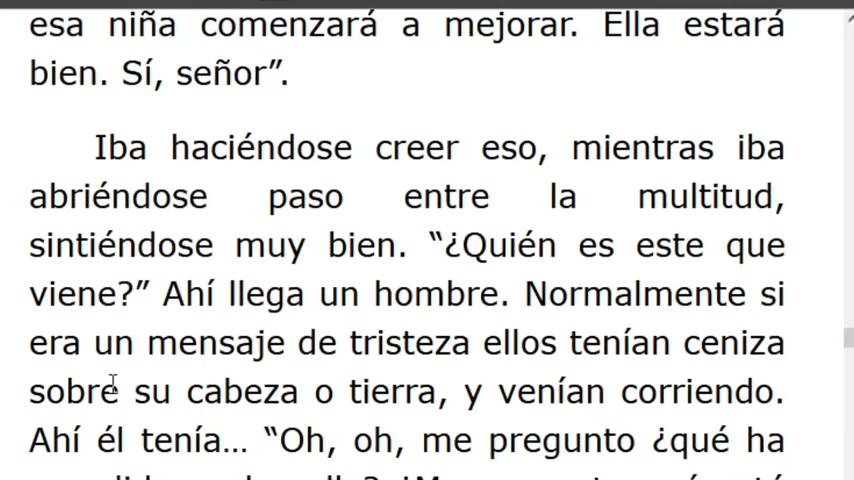 esa niña comenzará a mejorar. Ella estará
bien. Sí, señor”.
Iba haciéndose creer eso, mientras iba
abriéndose paso entre la multitud,
sintiéndose muy bien. “¿Quién es este que
viene?” Ahí llega un hombre. Normalmente si
era un mensaje de tristeza ellos tenían ceniza
sobre su cabeza o tierra, y venían corriendo.
Ahí él tenía… “Oh, oh, me pregunto ¿qué ha